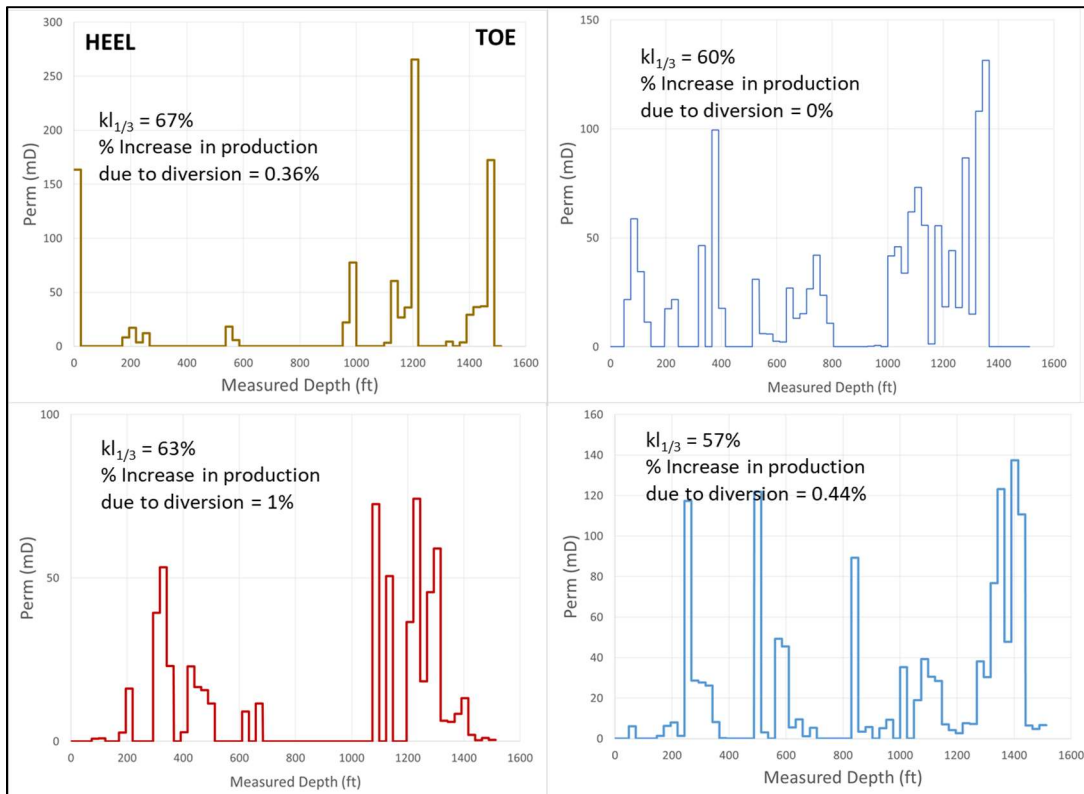 HEEL
TOE
kl1/3 = 67%
% Increase in production
due to diversion = 0.36%
Perm (mD)
300
250
200
150
100
50
0
0 200 400 600 800 1000 1200 1400 1600
Measured Depth (ft)
kl1/3 = 60%
% Increase in production
due to diversion = 0%
Perm (mD)
150
100
50
0
0 200 400 600 800 1000 1200 1400 1600
Measured Depth (ft)
kl1/3 = 63%
% Increase in production
due to diversion = 1%
Perm (mD)
100
50
0
0 200 400 600 800 1000 1200 1400 1600
Measured Depth (ft)
kl1/3 = 57%
% Increase in production
due to diversion = 0.44%
Perm (mD)
160
140
120
100
80
60
40
20
0
0 200 400 600 800 1000 1200 1400 1600
Measured Depth (ft)